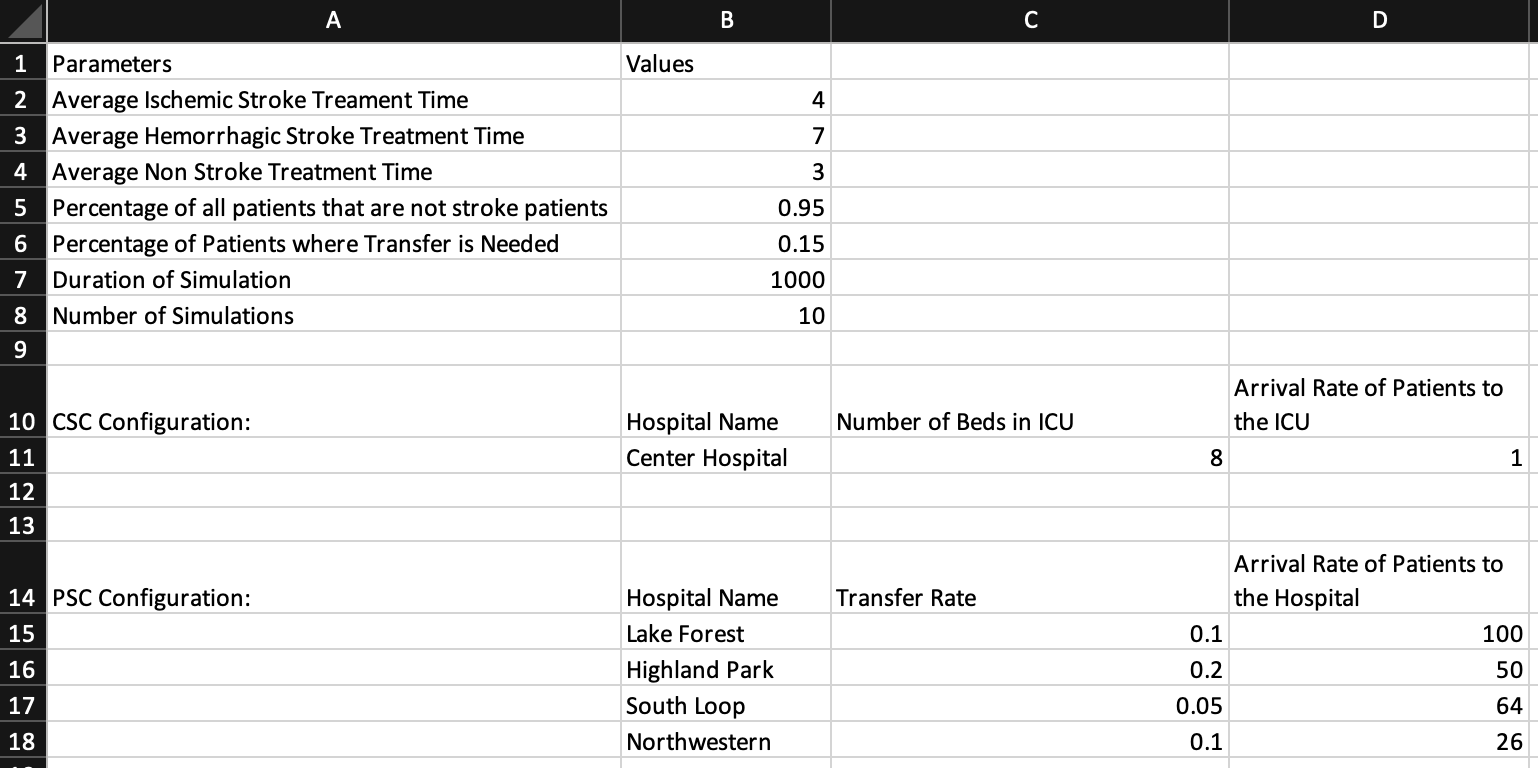 A B C D
1 Parameters Values
2 Average Ischemic Stroke Treament Time 4
3 Average Hemorrhagic Stroke Treatment Time 7
4 Average Non Stroke Treatment Time 3
5 Percentage of all patients that are not stroke patients 0.95
6 Percentage of Patients where Transfer is Needed 0.15
7 Duration of Simulation 1000
8 Number of Simulations 10
9
Arrival Rate of Patients to
10 CSC Configuration: Hospital Name Number of Beds in ICU the ICU
11 Center Hospital 8 1
12
13
Arrival Rate of Patients to
14 PSC Configuration: Hospital Name Transfer Rate the Hospital
15 Lake Forest 0.1 100
16 Highland Park 0.2 50
17 South Loop 0.05 64
18 Northwestern 0.1 26